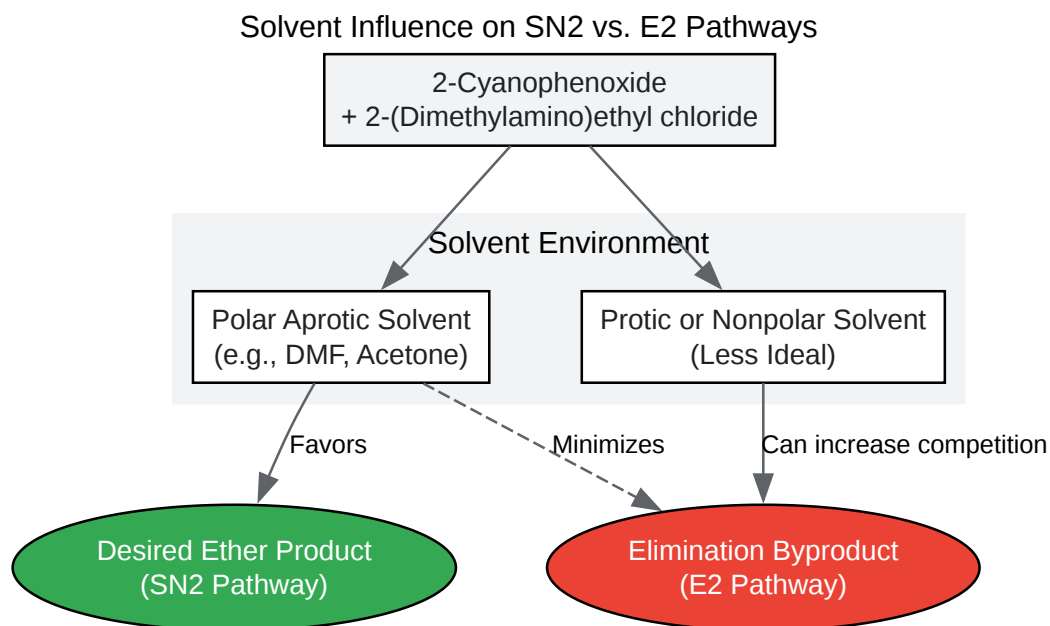 Solvent Influence on SN2 vs. E2 Pathways
2-Cyanophenoxide
+ 2-(Dimethylamino)ethyl chloride
Solvent Environment
Polar Aprotic Solvent
(e.g., DMF, Acetone)
Protic or Nonpolar Solvent
(Less Ideal)
Favors
Minimizes
Can increase competition
Desired Ether Product
(SN2 Pathway)
Elimination Byproduct
(E2 Pathway)